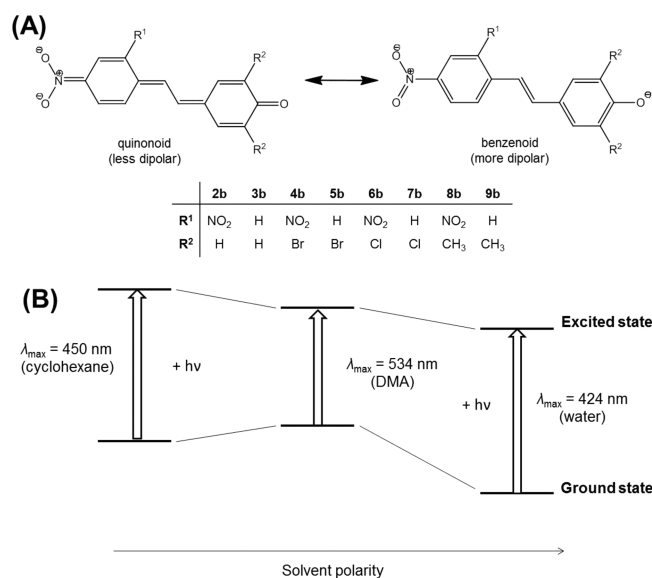 (A)
R¹ R² R² O N⊕ O⊖ ⊖ O
quinonoid
(less dipolar)
R¹ R² R² O⊖ N⊕ O ⊖ O
benzenoid
(more dipolar)
2b 3b 4b 5b 6b 7b 8b 9b
R¹ NO₂ H NO₂ H NO₂ H NO₂ H
R² H H Br Br Cl Cl CH₃ CH₃
(B)
Excited state
λmax = 450 nm
(cyclohexane)
+ hν
λmax = 534 nm
(DMA)
+ hν
λmax = 424 nm
(water)
Ground state
Solvent polarity